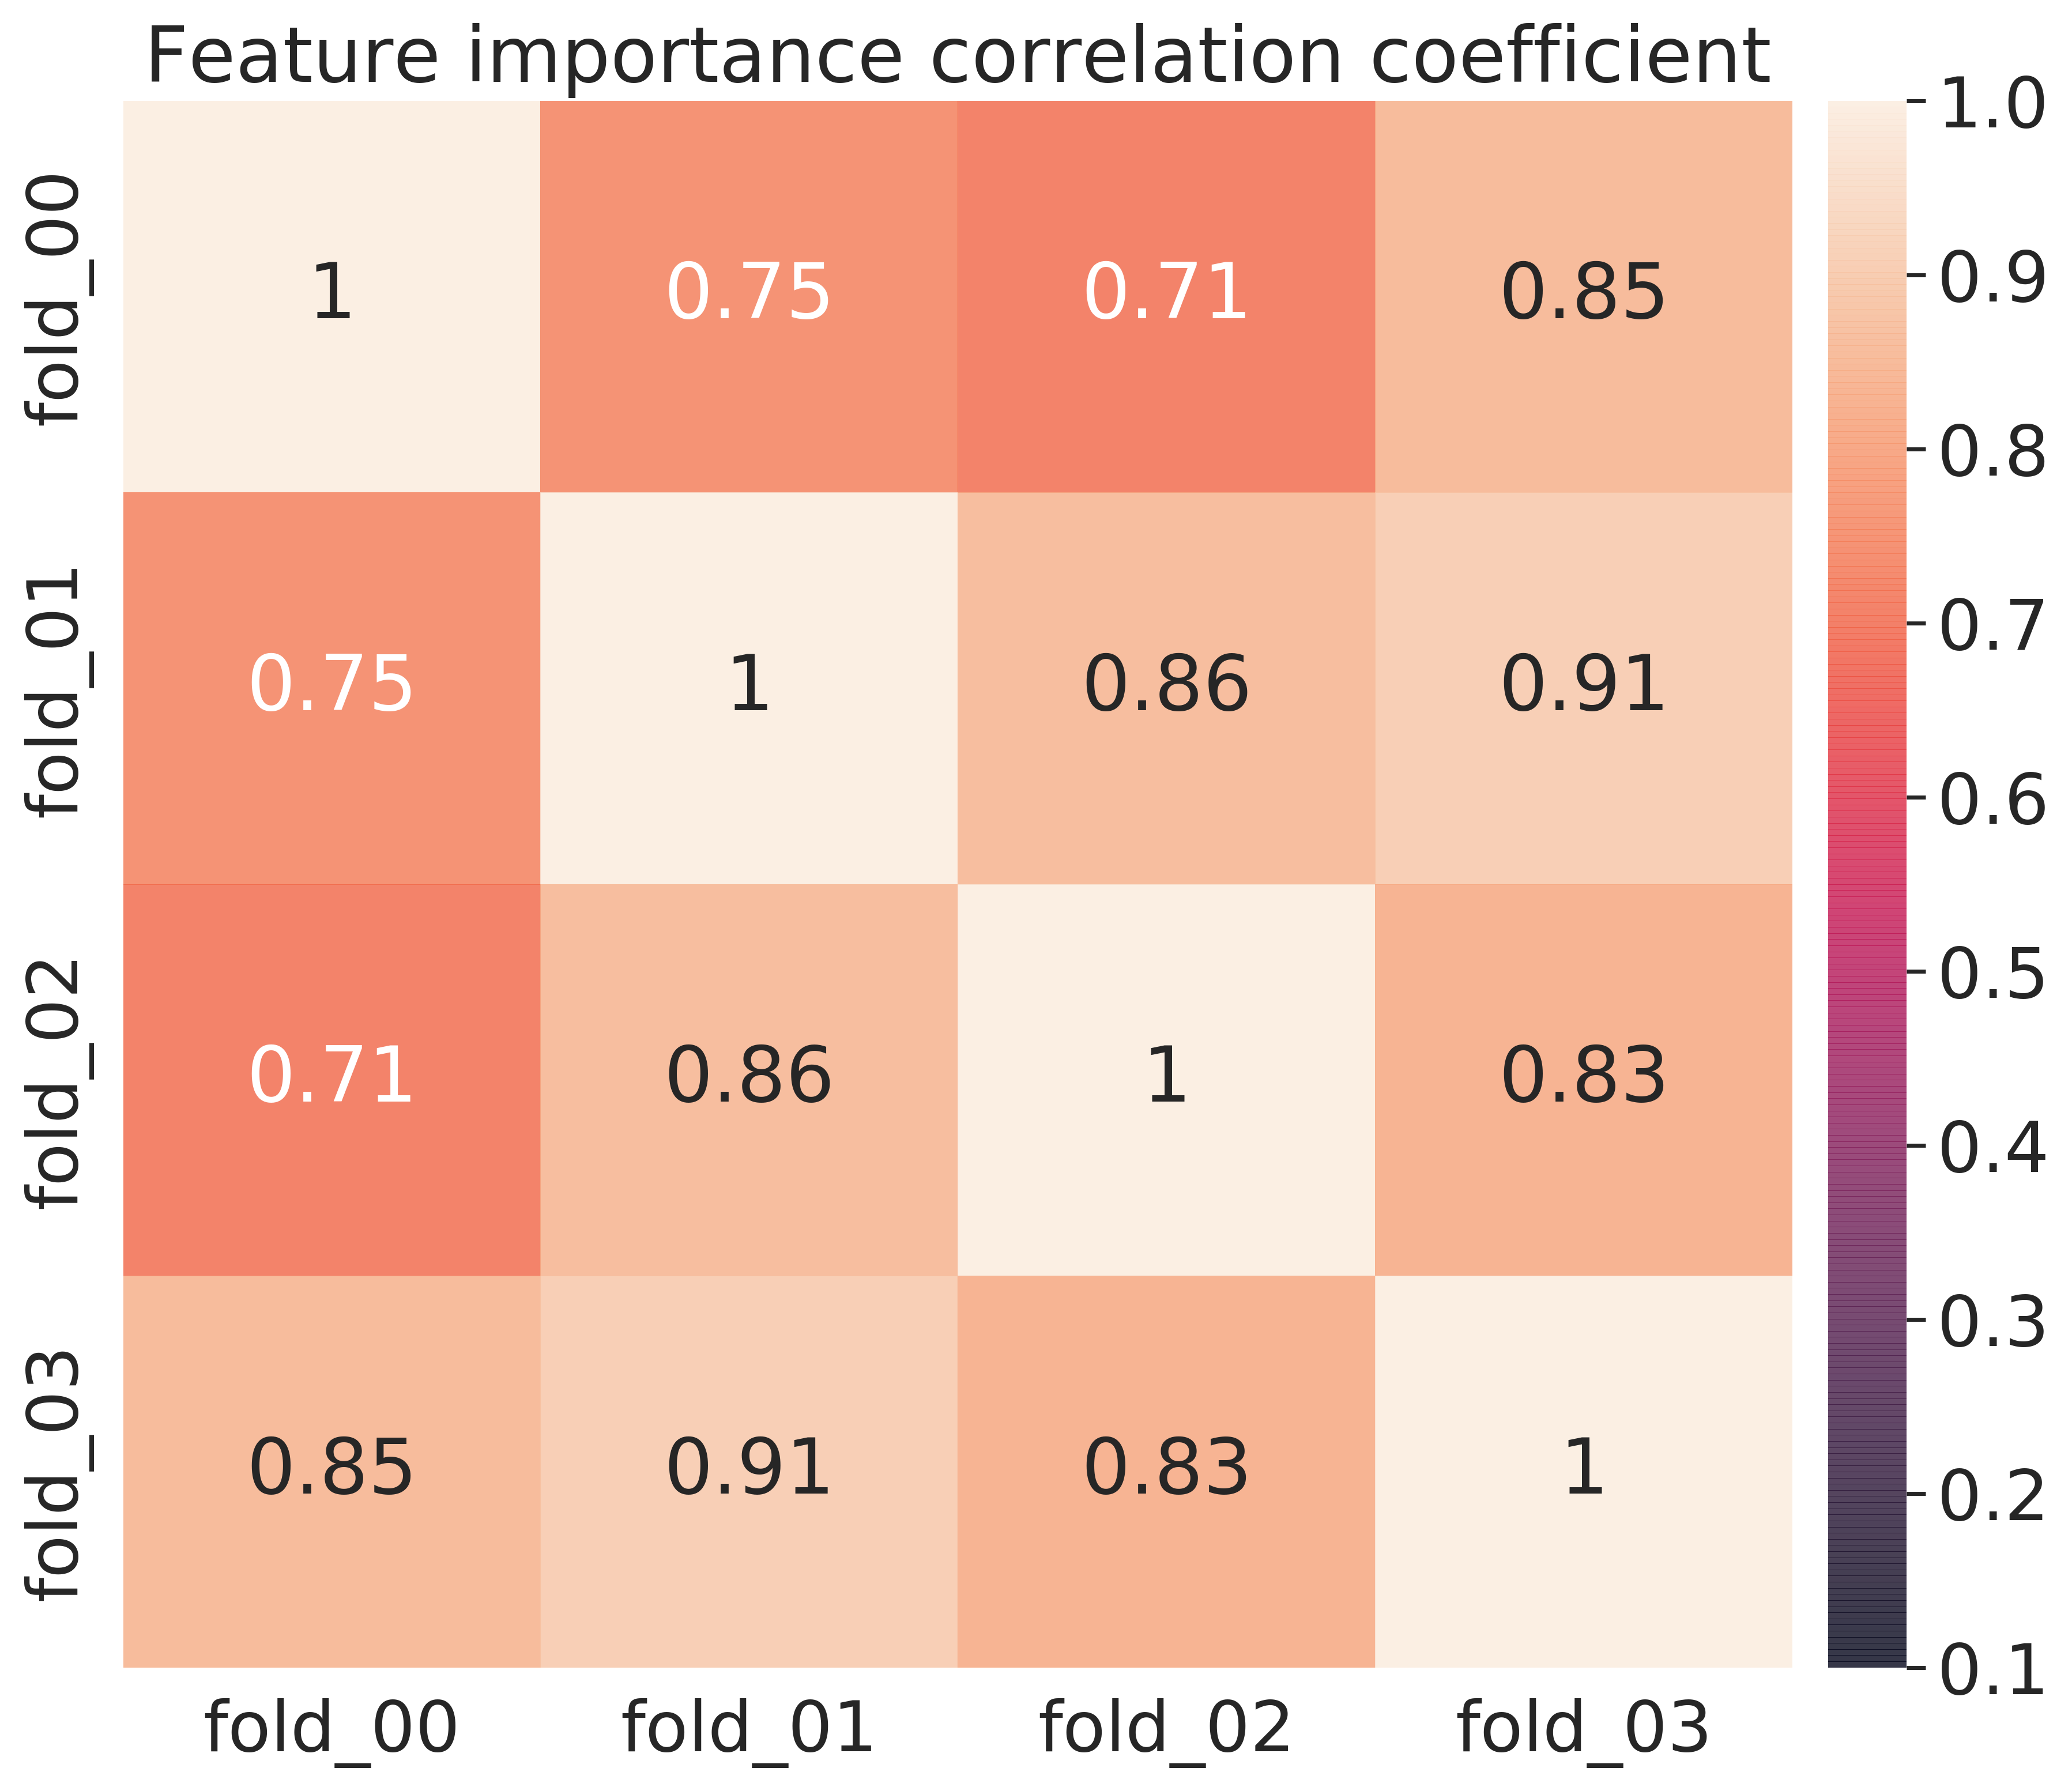 Feature importance correlation coefficient
fold_00
1 0.75 0.71 0.85
fold_01
0.75 1 0.86 0.91
fold_02
0.71 0.86 1 0.83
fold_03
0.85 0.91 0.83 1
fold_00 fold_01 fold_02 fold_03
1.0
0.9
0.8
0.7
0.6
0.5
0.4
0.3
0.2
0.1